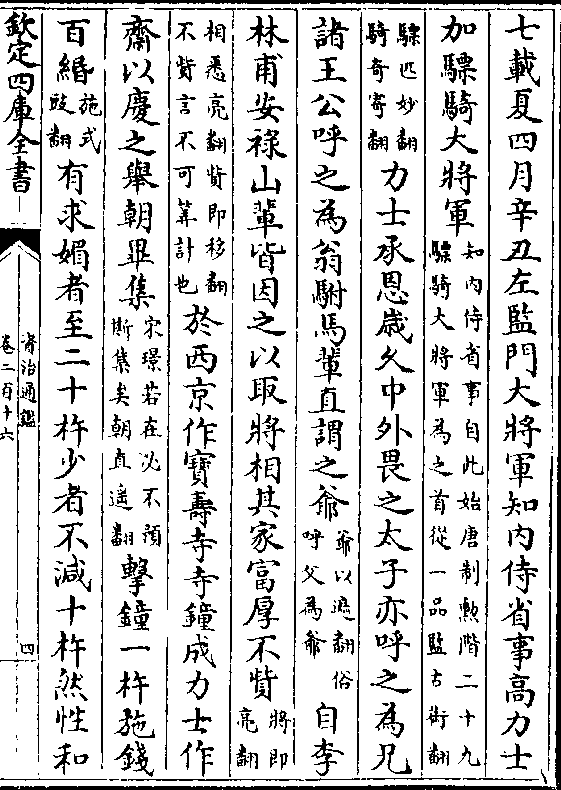 七載夏四月辛丑左監門大將軍知內侍省事高力士
加驃騎大將軍知內侍省事自此始唐制勲階二十九
驃騎大將軍為之首從一品監古銜翻
驃匹妙翻
騎奇寄翻力士承恩歲久中外畏之太子亦呼之為兄
諸王公呼之為翁駙馬輩直謂之爺爺以遮翻俗
呼父為爺自李
林甫安祿山輩皆因之以取將相其家富厚不貲將即
亮翻
相悉亮翻貲即移翻
不貲言不可筭計也於西京作寶壽寺寺鐘成力士作
齋以慶之舉朝畢集宋璟若在必不須
斯集矣朝直遥翻擊鐘一杵施錢
百緡施式
豉翻有求媚者至二十杵少者不減十杵然性和
欽定四庫全書
資治通鑑
卷二百十六
四